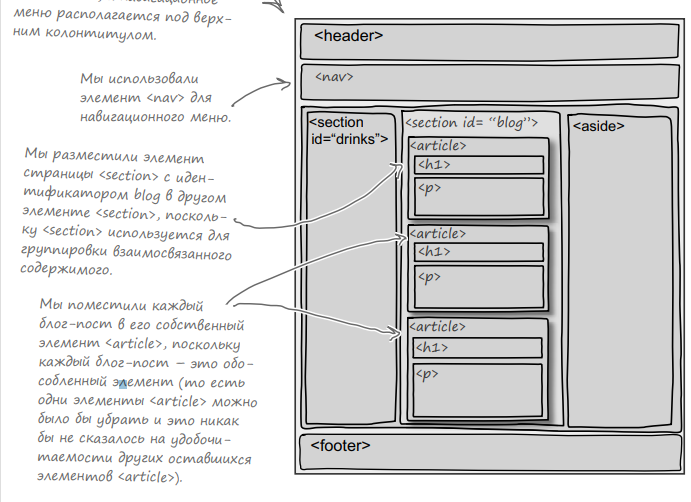 меню располагается под верх-
ним колонтитулом.
Мы использовали
элемент <nav> для
навигационного меню.
Мы разместили элемент
страницы <section> с иден-
тификатором blog в другом
элементе <section>, посколь-
ку <section> используется для
группировки взаимосвязанного
содержимого.
Мы поместили каждый
блог-пост в его собственный
элемент <article>, поскольку
каждый блог-пост – это обо-
собленный элемент (то есть
одни элементы <article> можно
было бы убрать и это никак
бы не сказалось на удобочи-
таемости других оставшихся
элементов <article>).
<header>
<nav>
<section
id=“drinks”>
<section id= “blog”>
<article>
<h1>
<p>
<article>
<h1>
<p>
<article>
<h1>
<p>
<aside>
<footer>